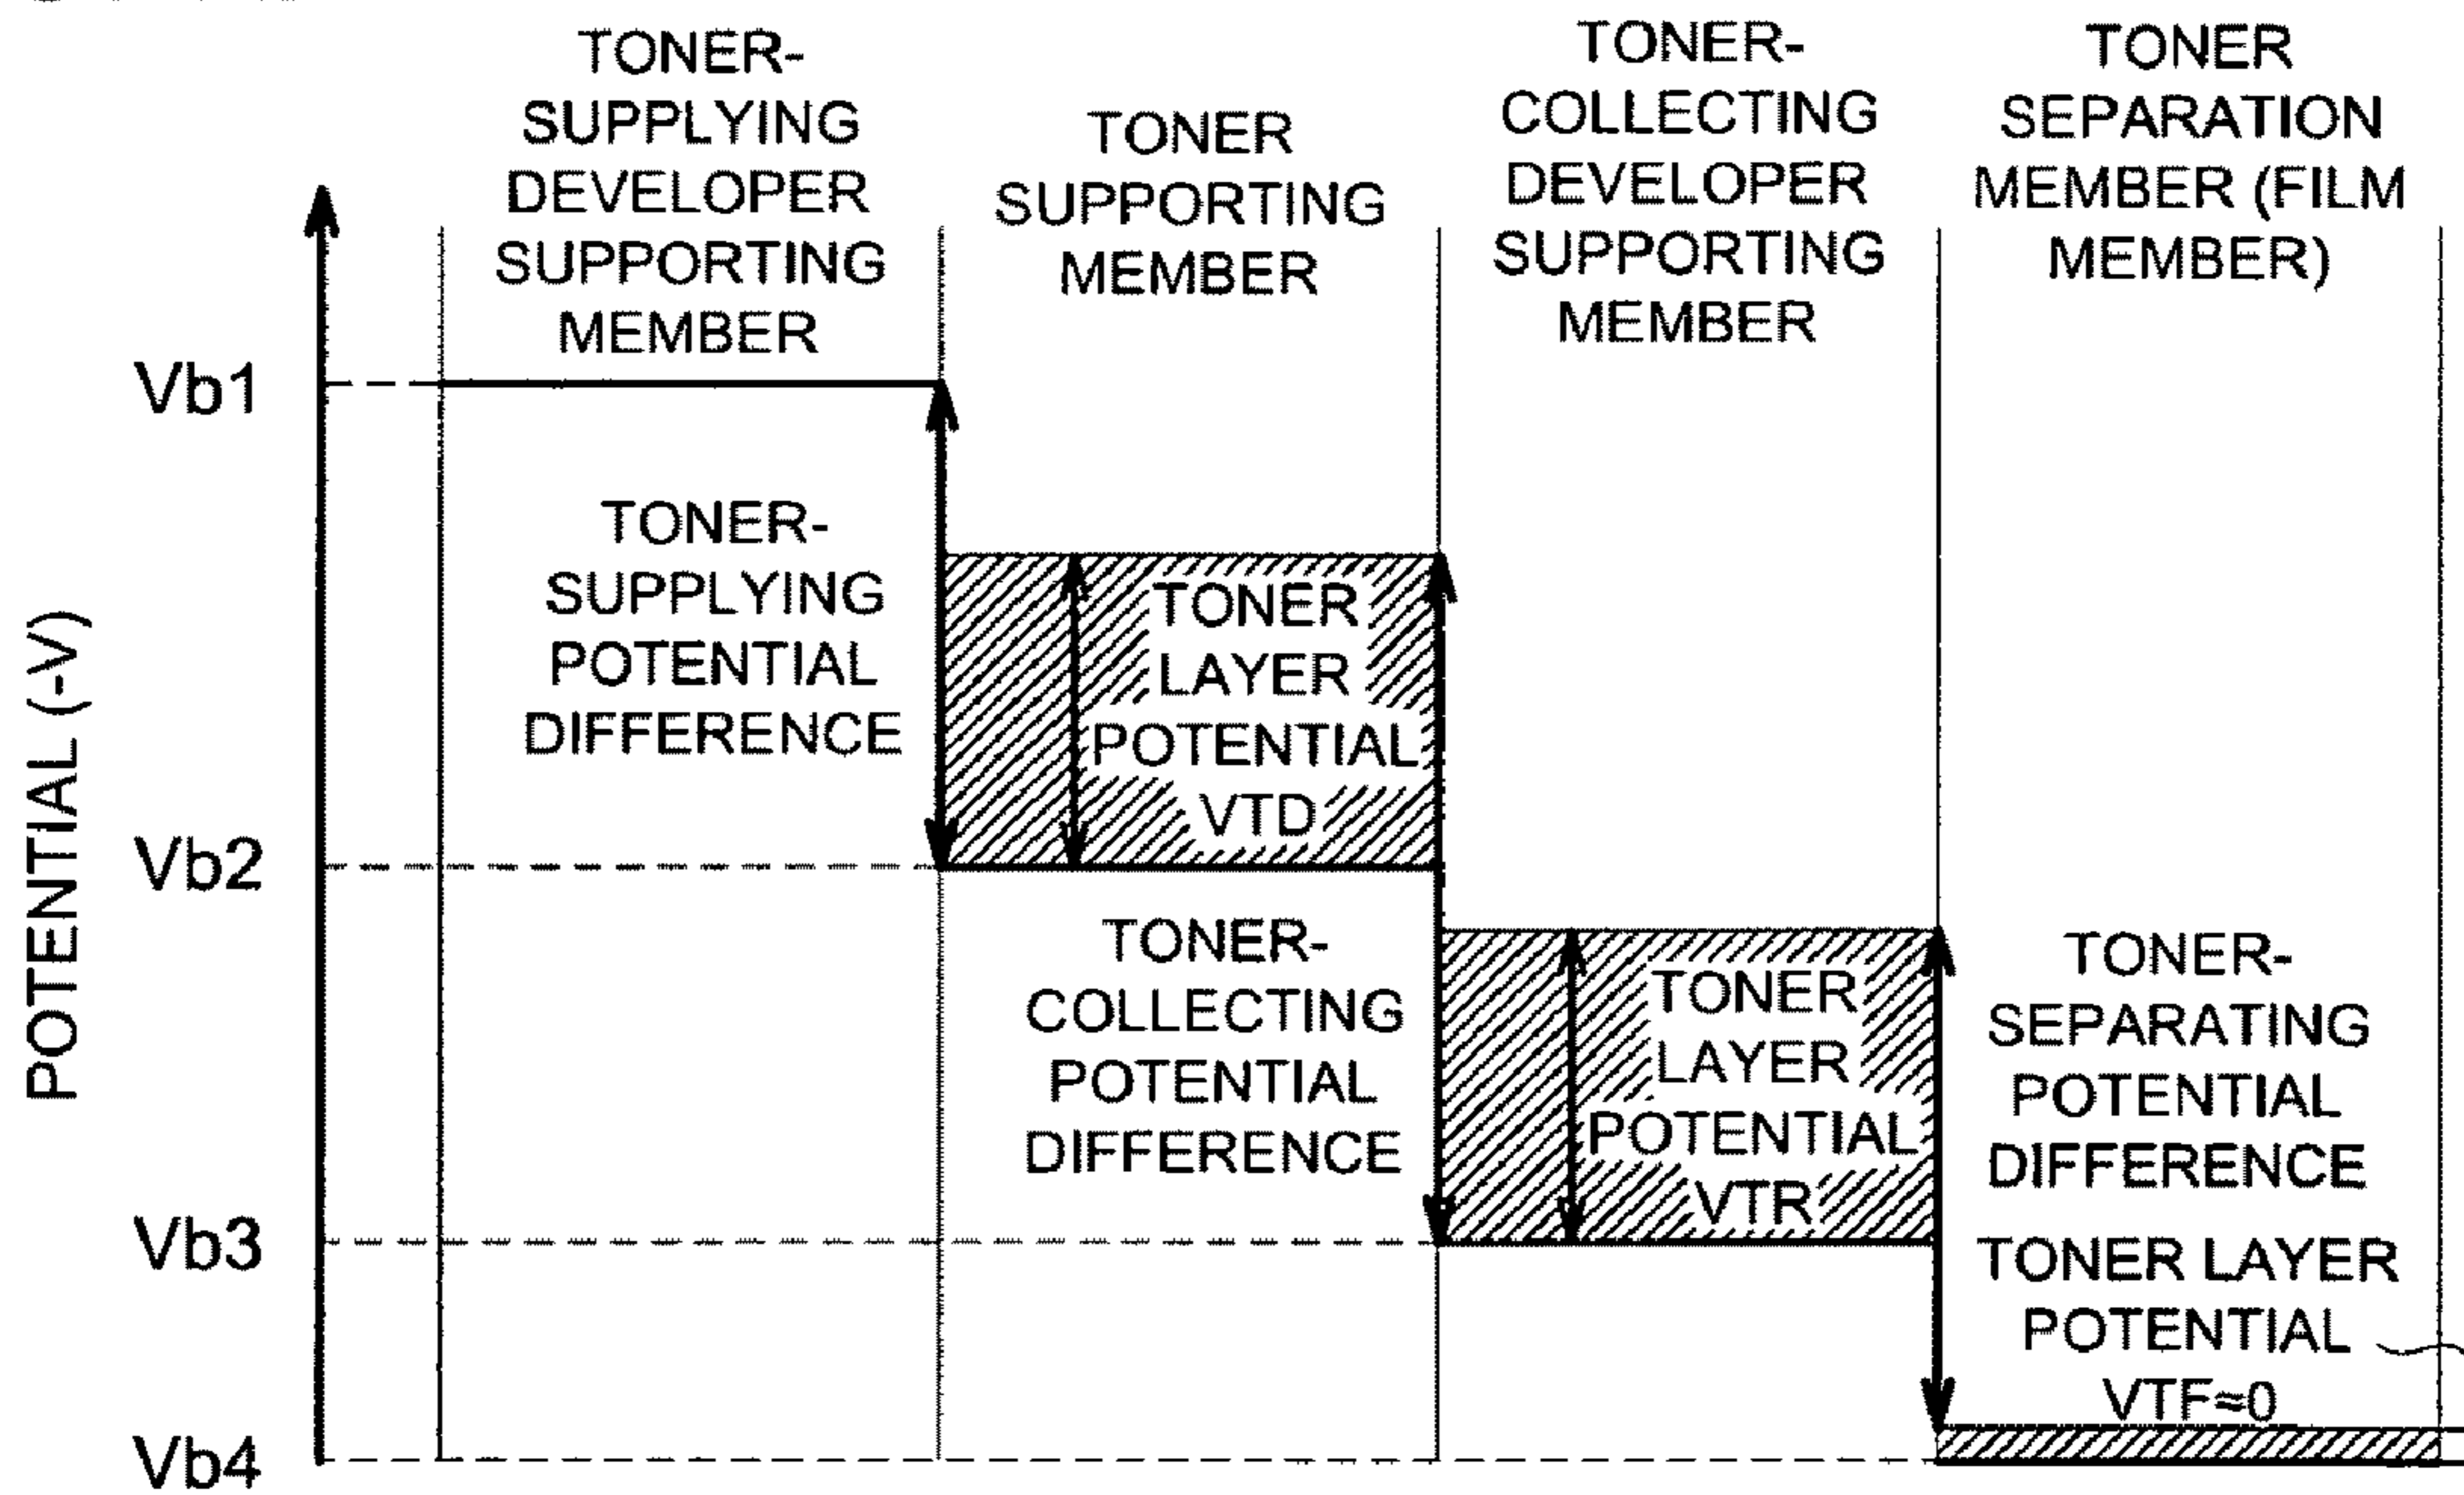 TONER-
SUPPLYING
DEVELOPER
SUPPORTING
MEMBER
TONER
SUPPORTING
MEMBER
TONER-
COLLECTING
DEVELOPER
SUPPORTING
MEMBER
TONER
SEPARATION
MEMBER (FILM
MEMBER)
POTENTIAL (-V)
Vb1
Vb2
Vb3
Vb4
TONER-
SUPPLYING
POTENTIAL
DIFFERENCE
TONER
LAYER
POTENTIAL
VTD
TONER-
COLLECTING
POTENTIAL
DIFFERENCE
TONER
LAYER
POTENTIAL
VTR
TONER-
SEPARATING
POTENTIAL
DIFFERENCE
TONER LAYER
POTENTIAL
VTF≈0